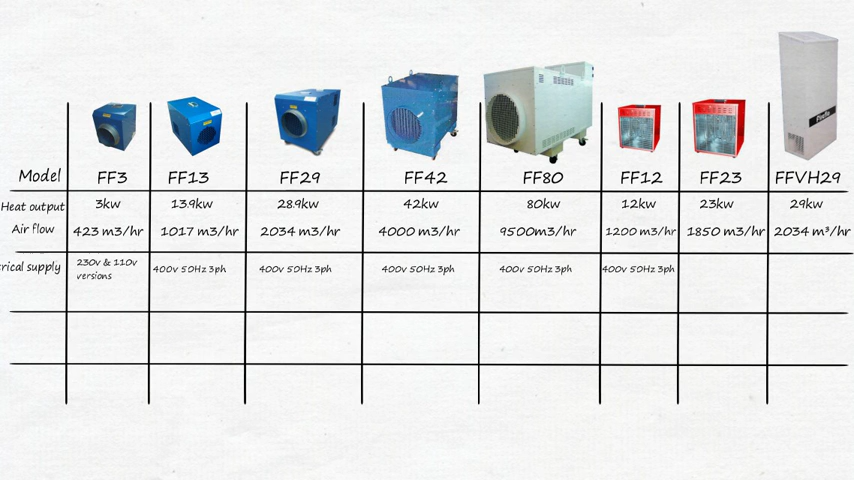 Firefly
Model FF3 FF13 FF29 FF42 FF80 FF12 FF23 FFVH29
Heat output 3kw 13.9kw 28.9kw 42kw 80kw 12kw 23kw 29kw
Air flow 423 m3/hr 1017 m3/hr 2034 m3/hr 4000 m3/hr 9500m3/hr 1200 m3/hr 1850 m3/hr 2034 m³/hr
rical supply 230v & 110v 400v 50Hz 3ph 400v 50Hz 3ph 400v 50Hz 3ph 400v 50Hz 3ph 400v 50Hz 3ph
versions